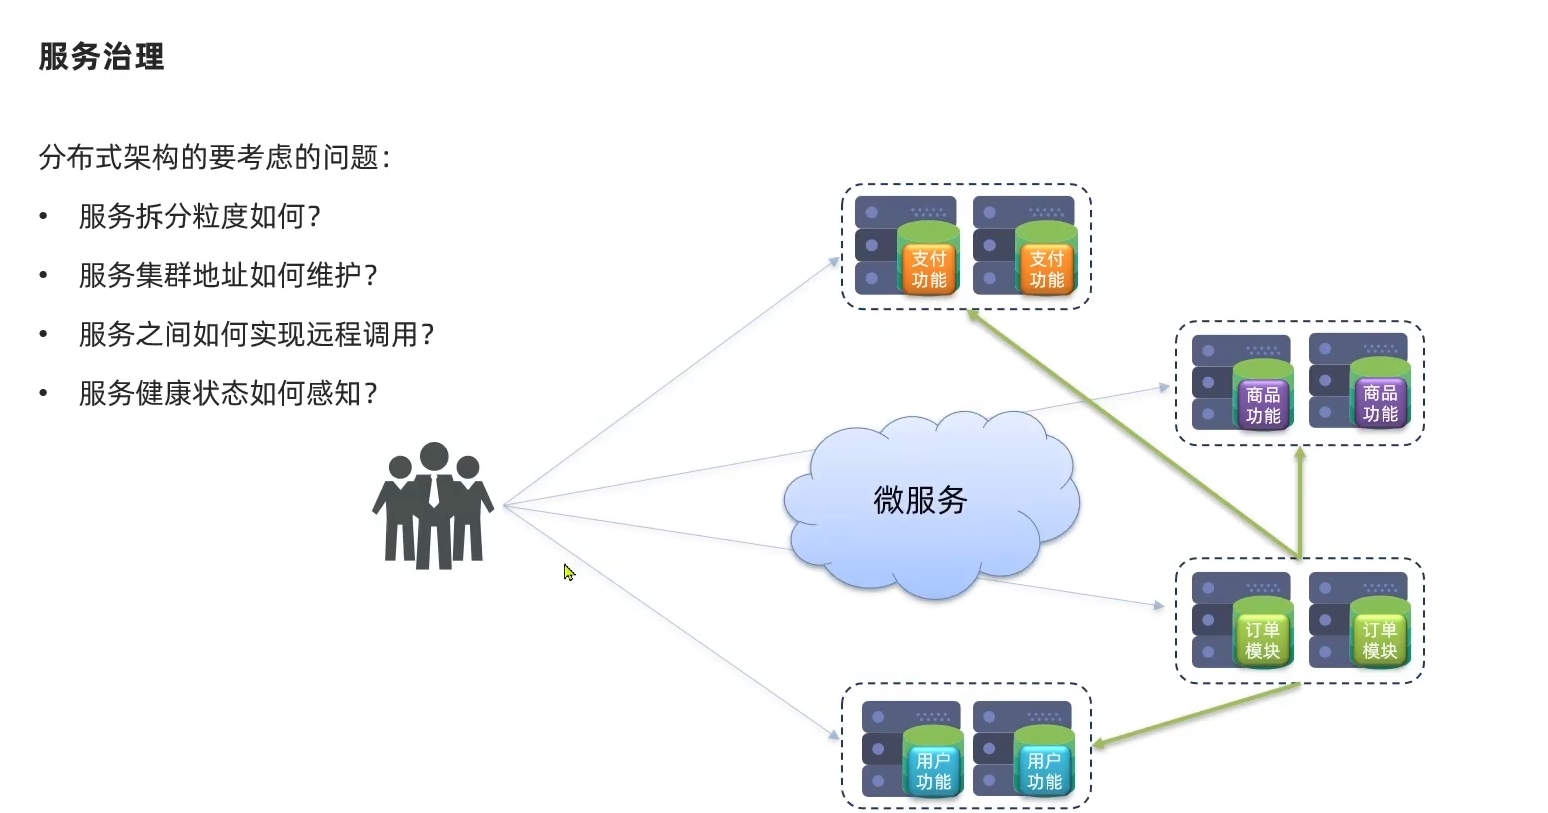 服务治理
分布式架构的要考虑的问题：
• 服务拆分粒度如何？
• 服务集群地址如何维护？
• 服务之间如何实现远程调用？
• 服务健康状态如何感知？
支付
功能
支付
功能
商品
功能
商品
功能
微服务
订单
模块
订单
模块
用户
功能
用户
功能